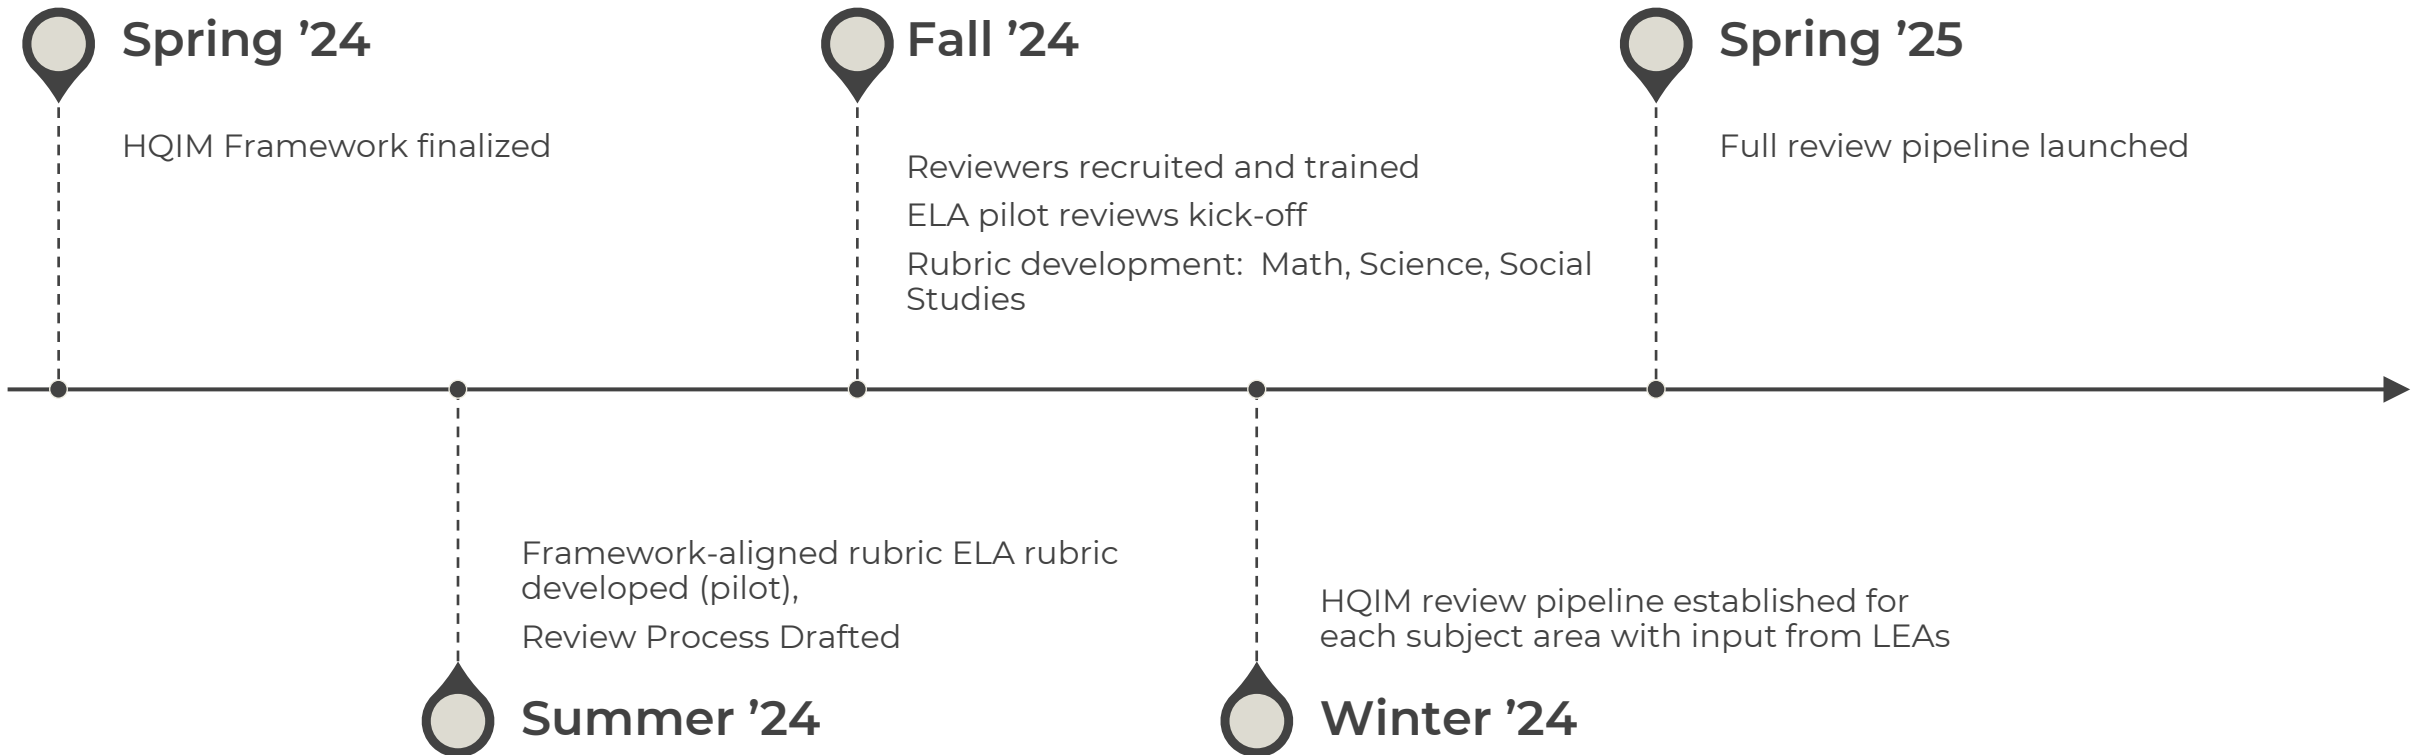 Spring ’24
HQIM Framework finalized
Fall ’24
Reviewers recruited and trained
ELA pilot reviews kick-off
Rubric development:  Math, Science, Social
Studies
Spring ’25
Full review pipeline launched
Framework-aligned rubric ELA rubric
developed (pilot),
Review Process Drafted
Summer ’24
HQIM review pipeline established for
each subject area with input from LEAs
Winter ’24